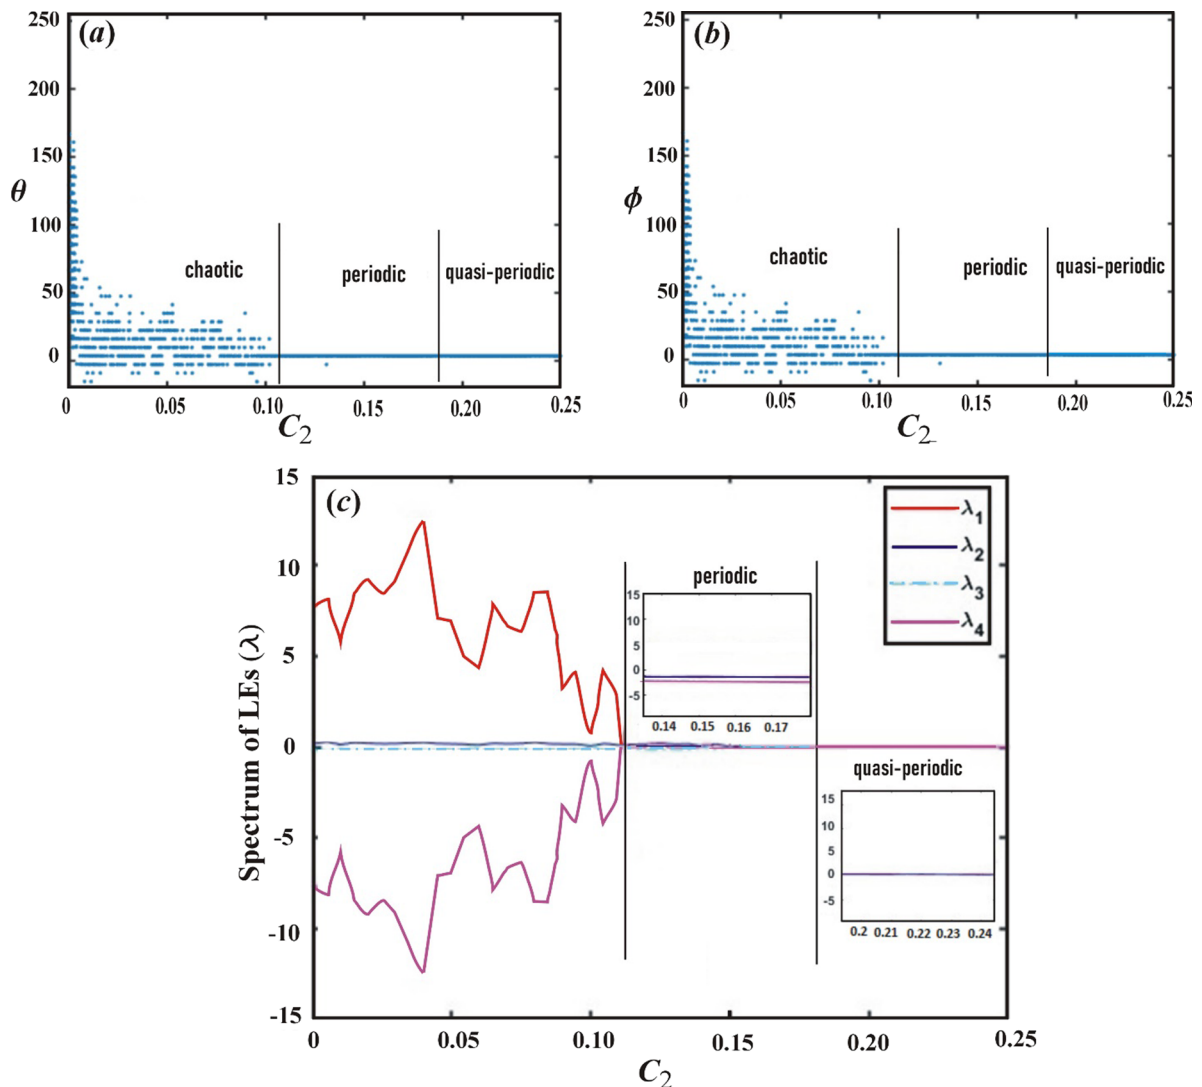 (a)
250
200
150
100
50
0
θ
chaotic
periodic
quasi-periodic
0
0.05
0.10
0.15
0.20
0.25
C2
(b)
250
200
150
100
50
0
ϕ
chaotic
periodic
quasi-periodic
0
0.05
0.10
0.15
0.20
0.25
C2
(c)
15
10
5
0
-5
-10
-15
Spectrum of LEs (λ)
λ1
λ2
λ3
λ4
periodic
15
10
5
0
-5
0.14 0.15 0.16 0.17
quasi-periodic
15
10
5
0
-5
0.2 0.21 0.22 0.23 0.24
0
0.05
0.10
0.15
0.20
0.25
C2